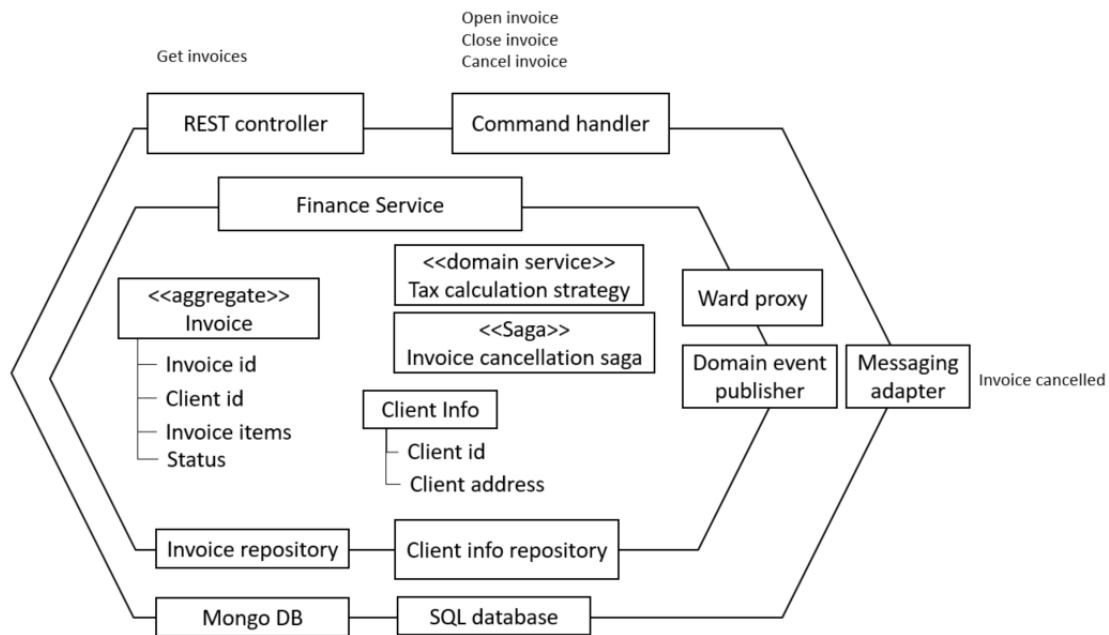 Open invoice
Close invoice
Get invoices
Cancel invoice
REST controller
Command handler
Finance Service
<<domain service>>
Tax calculation strategy
<<aggregate>>
Invoice
Ward proxy
<<Saga>>
Invoice cancellation saga
Invoice id
Domain event
publisher
Messaging
adapter
Invoice cancelled
Client id
Client Info
Invoice items
Client id
Status
Client address
Invoice repository
Client info repository
Mongo DB
SQL database